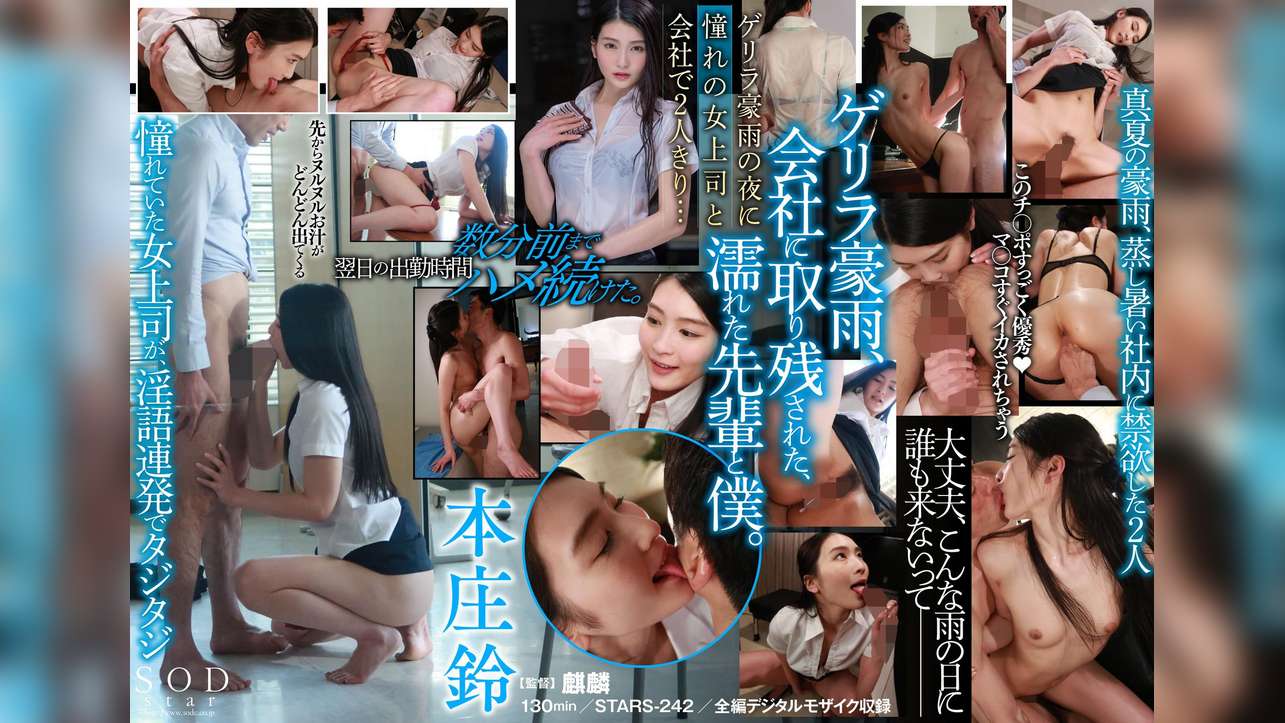 憧れていた女上司が、淫語連発でタジタジ
先からヌルヌルお汁が
どんどん出てくる
翌日の出勤時間
数分前まで
ハメ続けた。
ゲリラ豪雨の夜に
憧れの女上司と
会社で2人きり…
ゲリラ豪雨、
会社に取り残された、
濡れた先輩と僕。
真夏の豪雨、蒸し暑い社内に禁欲した2人
このチ○ポすっごく優秀♥
マ○コすぐイカされちゃう
大丈夫、こんな雨の日に
誰も来ないって――
本庄鈴
【監督】麒麟
130min/STARS-242/全編デジタルモザイク収録
SOD
star
http://www.sodc.co.jp